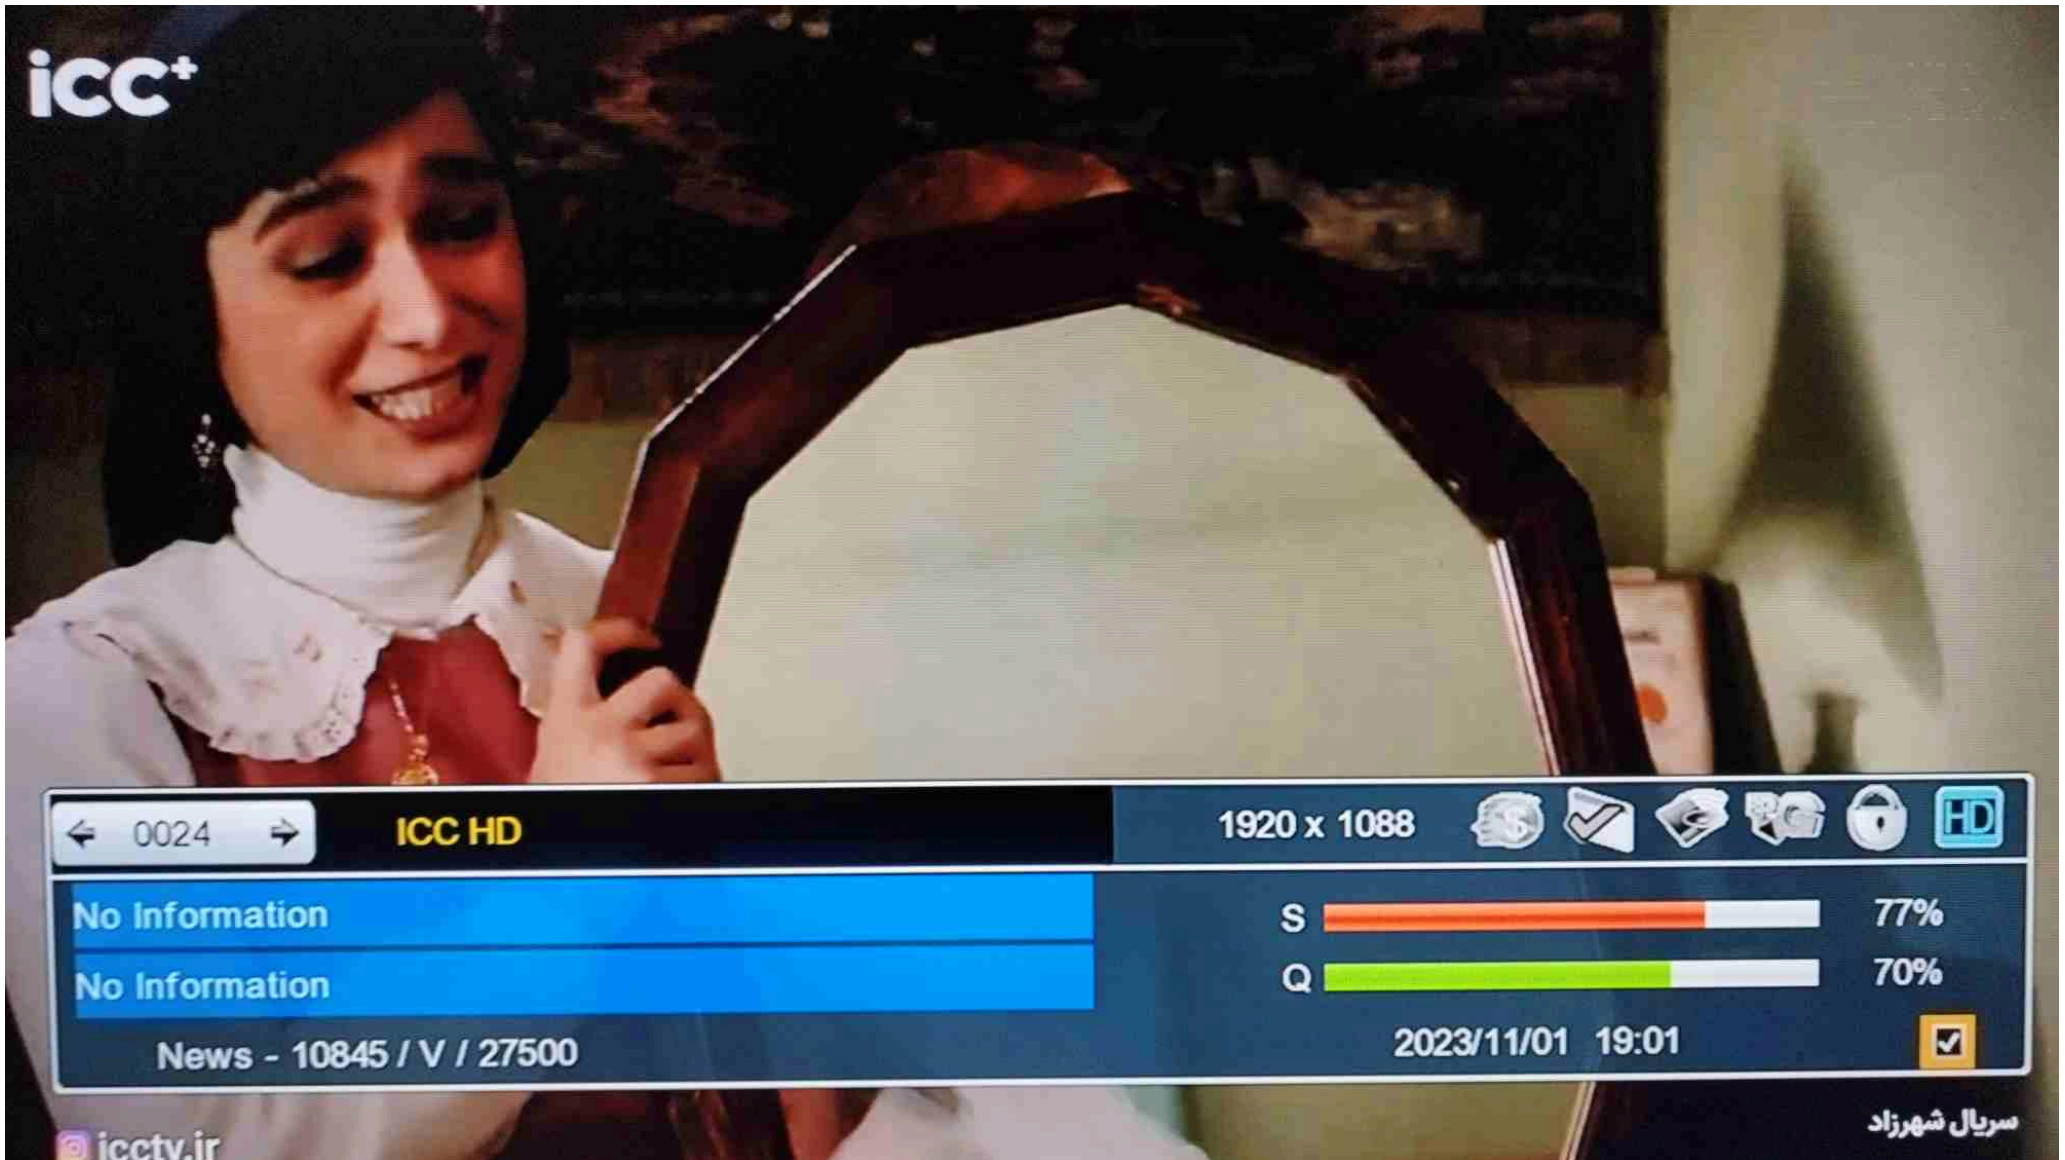 icc+
0024
ICC HD
1920 x 1088
HD
No Information
S 77%
No Information
Q 70%
News - 10845 / V / 27500
2023/11/01 19:01
سریال شهرزاد
icctv.ir